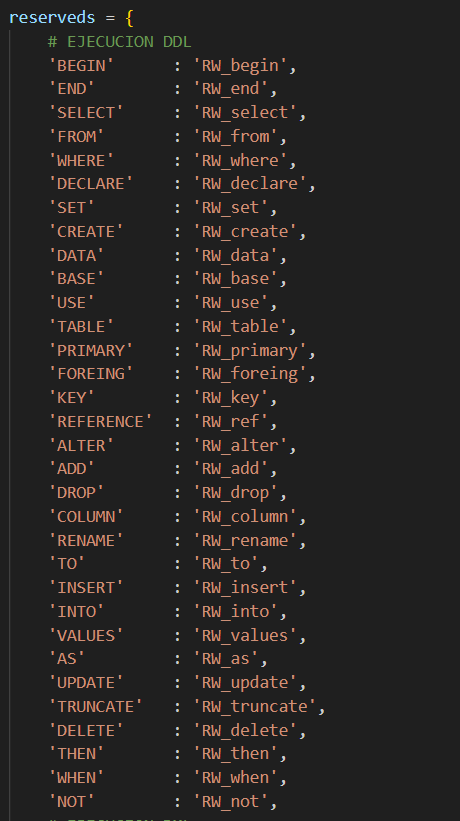 reserveds = {
# EJECUCION DDL
'BEGIN' : 'RW_begin',
'END' : 'RW_end',
'SELECT' : 'RW_select',
'FROM' : 'RW_from',
'WHERE' : 'RW_where',
'DECLARE' : 'RW_declare',
'SET' : 'RW_set',
'CREATE' : 'RW_create',
'DATA' : 'RW_data',
'BASE' : 'RW_base',
'USE' : 'RW_use',
'TABLE' : 'RW_table',
'PRIMARY' : 'RW_primary',
'FOREING' : 'RW_foreing',
'KEY' : 'RW_key',
'REFERENCE' : 'RW_ref',
'ALTER' : 'RW_alter',
'ADD' : 'RW_add',
'DROP' : 'RW_drop',
'COLUMN' : 'RW_column',
'RENAME' : 'RW_rename',
'TO' : 'RW_to',
'INSERT' : 'RW_insert',
'INTO' : 'RW_into',
'VALUES' : 'RW_values',
'AS' : 'RW_as',
'UPDATE' : 'RW_update',
'TRUNCATE' : 'RW_truncate',
'DELETE' : 'RW_delete',
'THEN' : 'RW_then',
'WHEN' : 'RW_when',
'NOT' : 'RW_not',